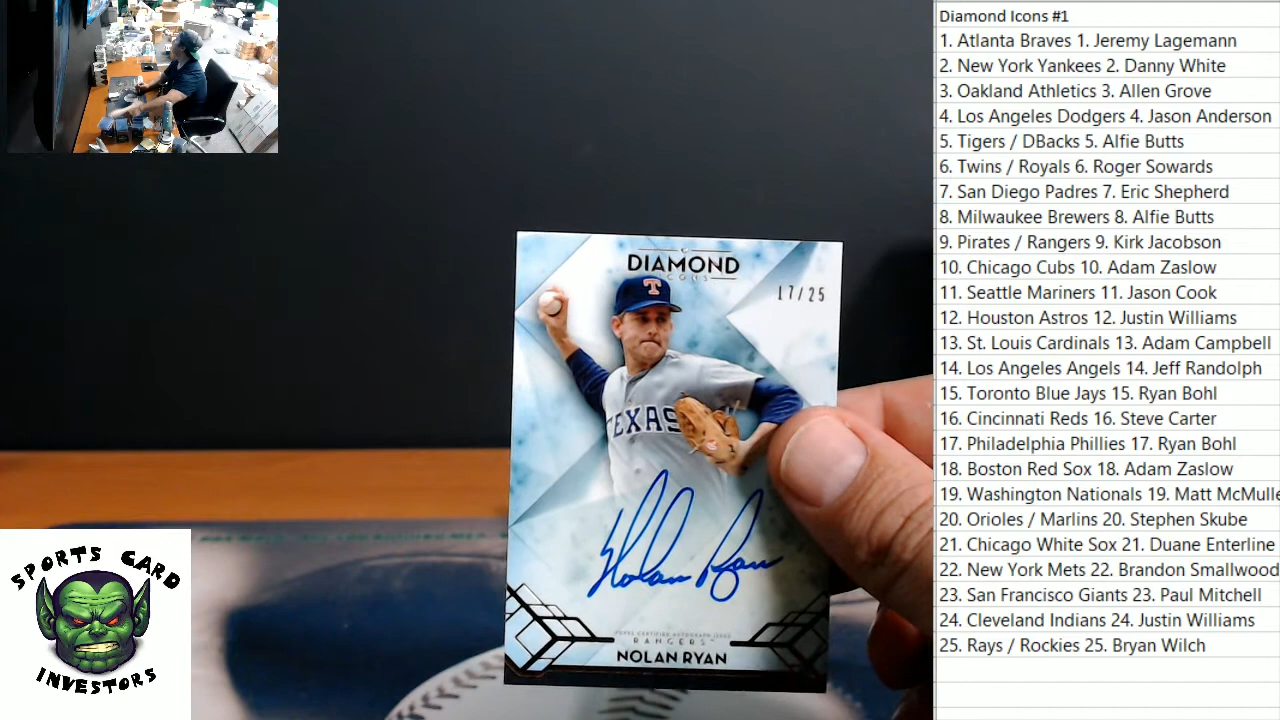 DIAMOND
ICONS
17/25
TEXAS
Nolan Ryan
TOPPS CERTIFIED AUTOGRAPH ISSUE
RANGERS
NOLAN RYAN
SPORTS CARD
INVESTORS
Diamond Icons #1
1. Atlanta Braves 1. Jeremy Lagemann
2. New York Yankees 2. Danny White
3. Oakland Athletics 3. Allen Grove
4. Los Angeles Dodgers 4. Jason Anderson
5. Tigers / DBacks 5. Alfie Butts
6. Twins / Royals 6. Roger Sowards
7. San Diego Padres 7. Eric Shepherd
8. Milwaukee Brewers 8. Alfie Butts
9. Pirates / Rangers 9. Kirk Jacobson
10. Chicago Cubs 10. Adam Zaslow
11. Seattle Mariners 11. Jason Cook
12. Houston Astros 12. Justin Williams
13. St. Louis Cardinals 13. Adam Campbell
14. Los Angeles Angels 14. Jeff Randolph
15. Toronto Blue Jays 15. Ryan Bohl
16. Cincinnati Reds 16. Steve Carter
17. Philadelphia Phillies 17. Ryan Bohl
18. Boston Red Sox 18. Adam Zaslow
19. Washington Nationals 19. Matt McMulle
20. Orioles / Marlins 20. Stephen Skube
21. Chicago White Sox 21. Duane Enterline
22. New York Mets 22. Brandon Smallwood
23. San Francisco Giants 23. Paul Mitchell
24. Cleveland Indians 24. Justin Williams
25. Rays / Rockies 25. Bryan Wilch